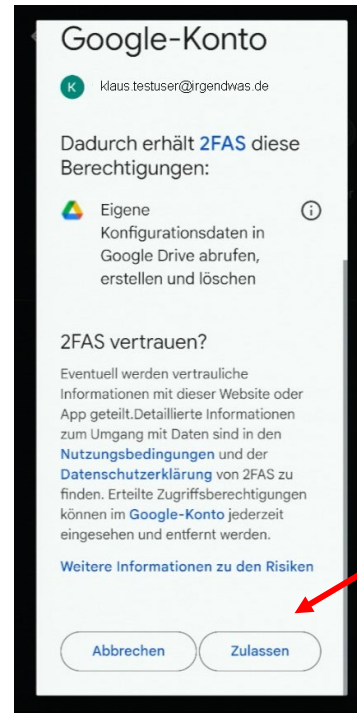 Google-Konto
K
klaus.testuser@irgendwas.de
Dadurch erhält 2FAS diese
Berechtigungen:
Eigene
Konfigurationsdaten in
Google Drive abrufen,
erstellen und löschen
2FAS vertrauen?
Eventuell werden vertrauliche
Informationen mit dieser Website oder
App geteilt.Detaillierte Informationen
zum Umgang mit Daten sind in den
Nutzungsbedingungen und der
Datenschutzerklärung von 2FAS zu
finden. Erteilte Zugriffsberechtigungen
können im Google-Konto jederzeit
eingesehen und entfernt werden.
Weitere Informationen zu den Risiken
Abbrechen Zulassen